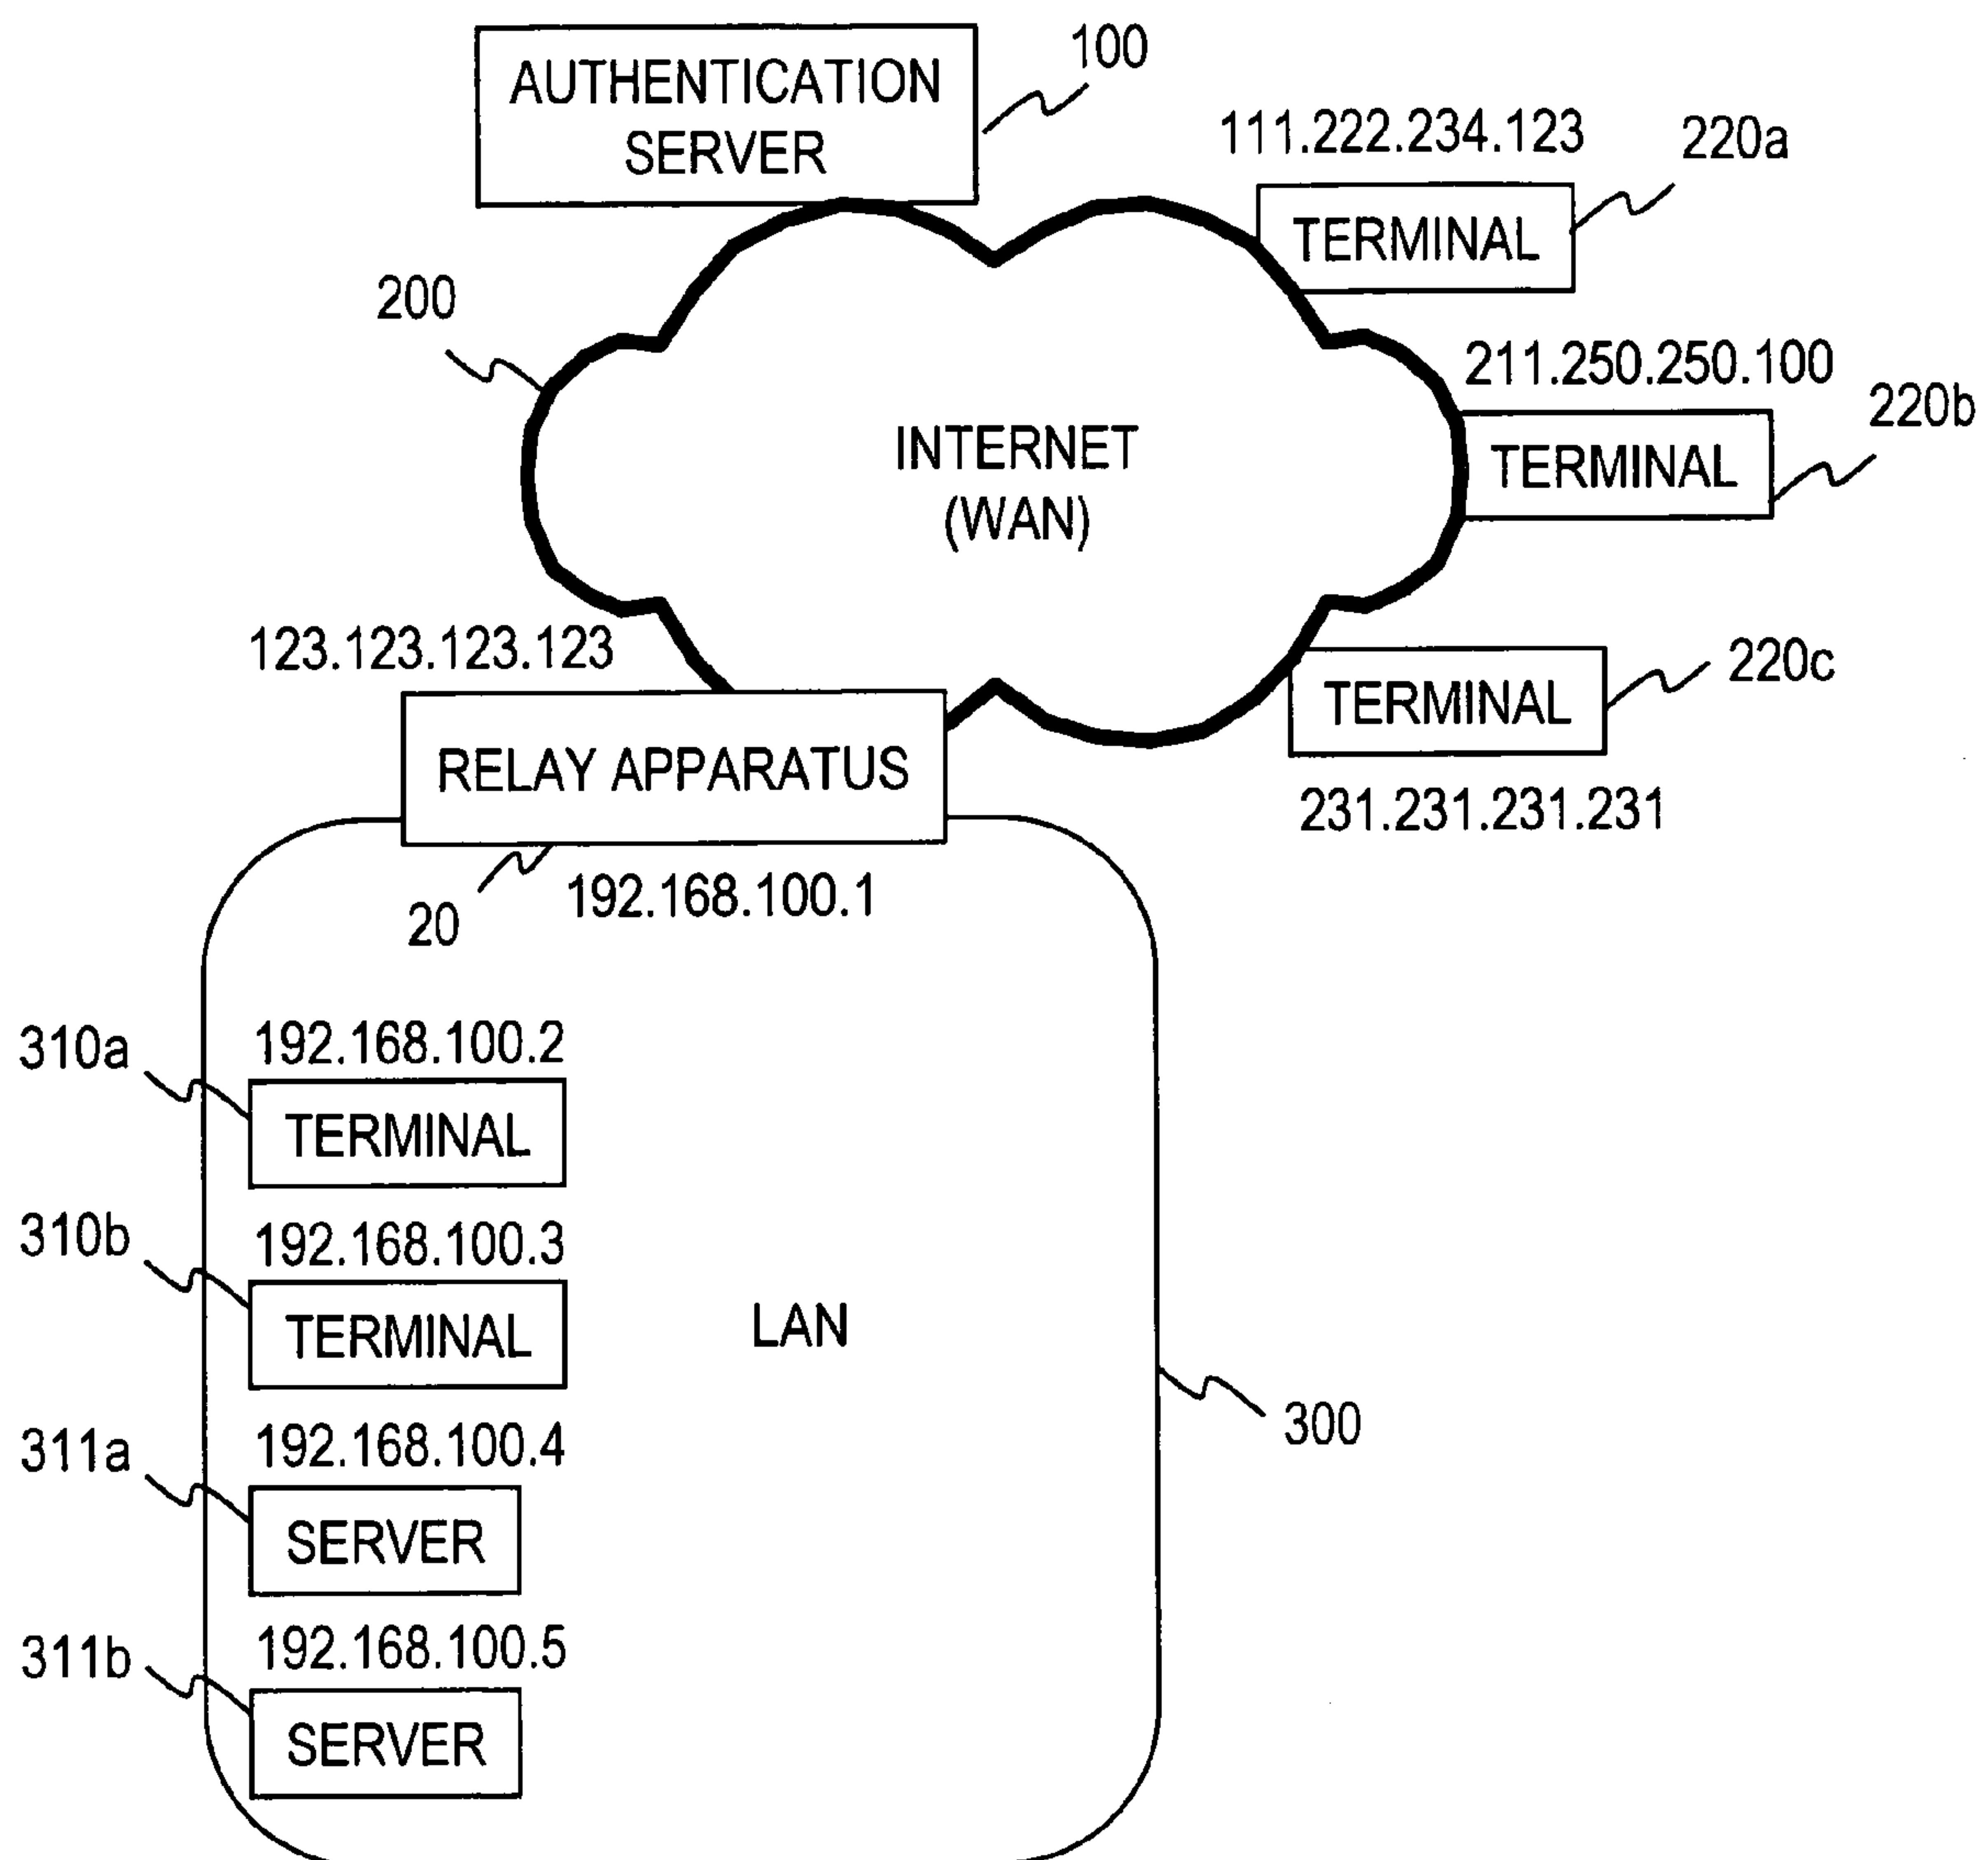 AUTHENTICATION
SERVER
100
111.222.234.123
220a
TERMINAL
200
211.250.250.100
220b
TERMINAL
INTERNET
(WAN)
123.123.123.123
220c
TERMINAL
RELAY APPARATUS
231.231.231.231
20
192.168.100.1
310a
192.168.100.2
TERMINAL
310b
192.168.100.3
TERMINAL
LAN
300
311a
192.168.100.4
SERVER
311b
192.168.100.5
SERVER